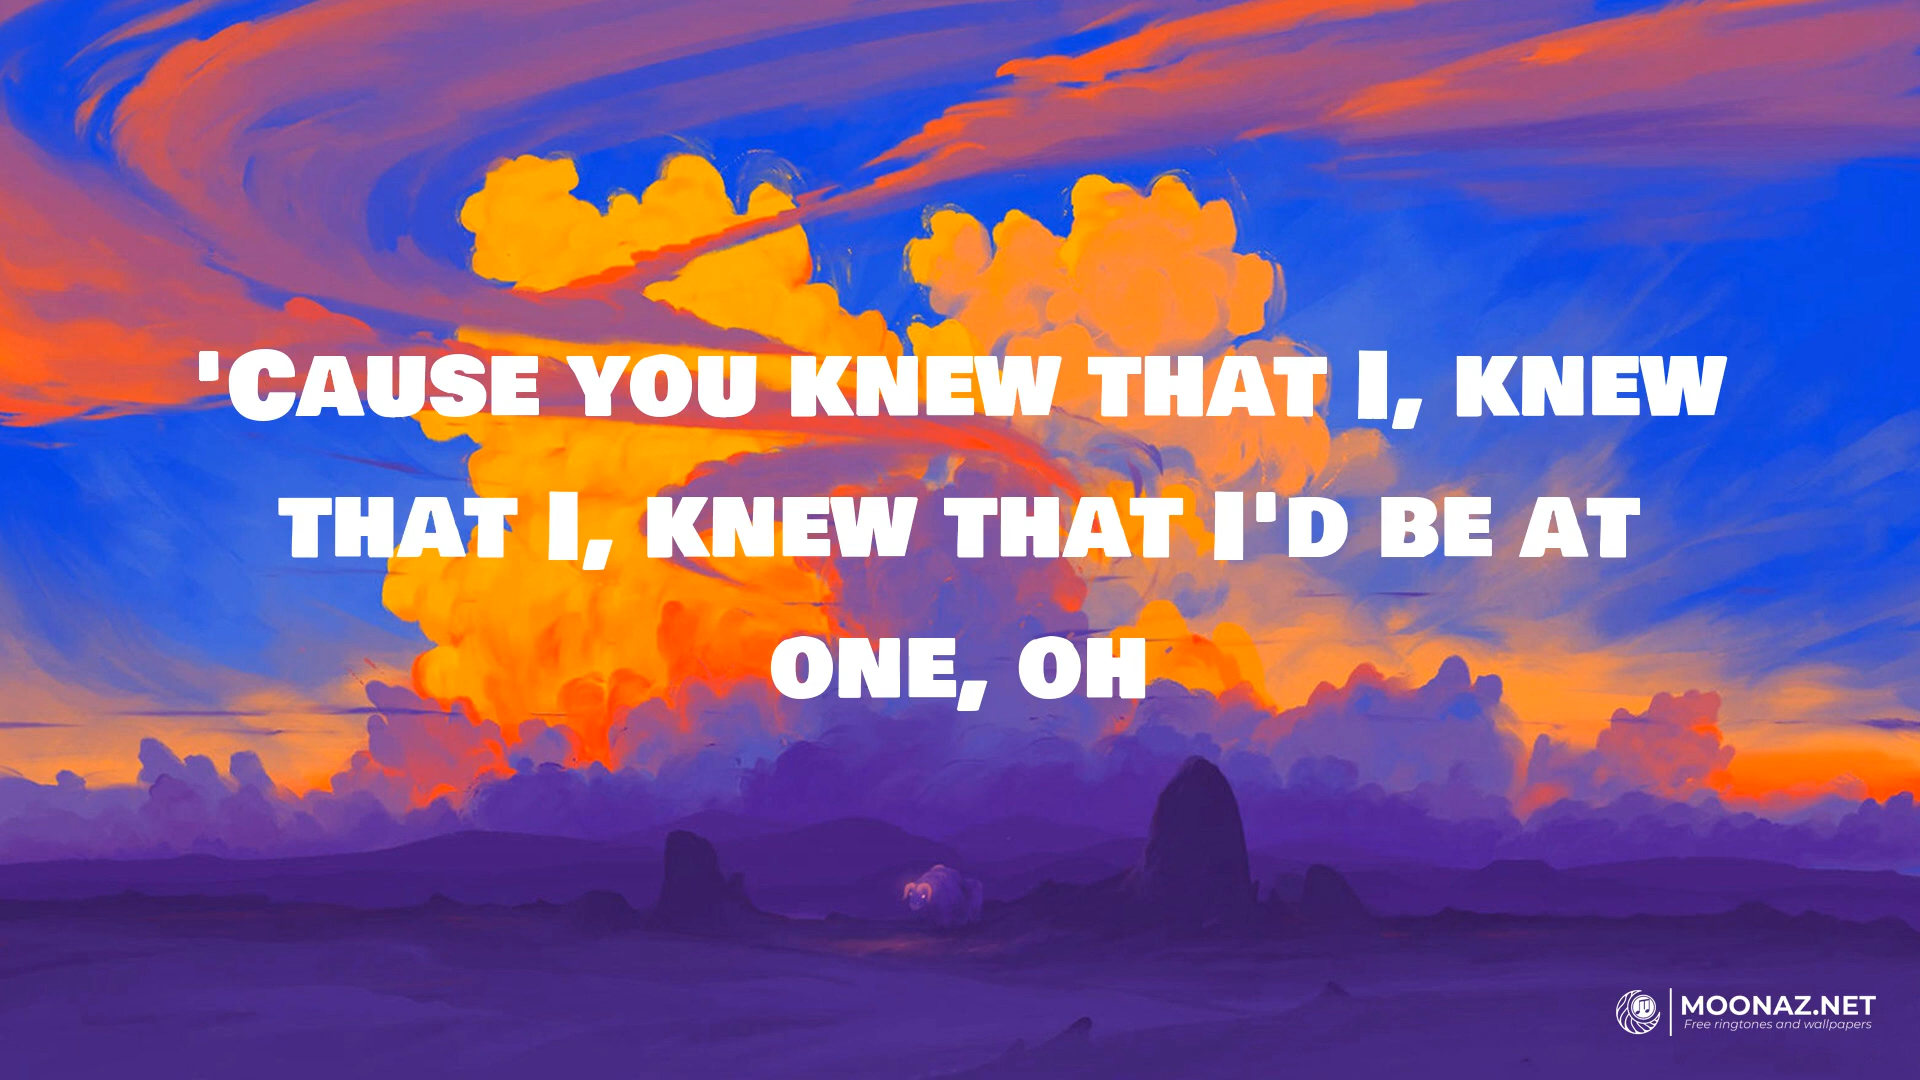 'Cause you knew that I, knew
that I, knew that I'd be at
one, oh
MOONAZ.NET
Free ringtones and wallpapers